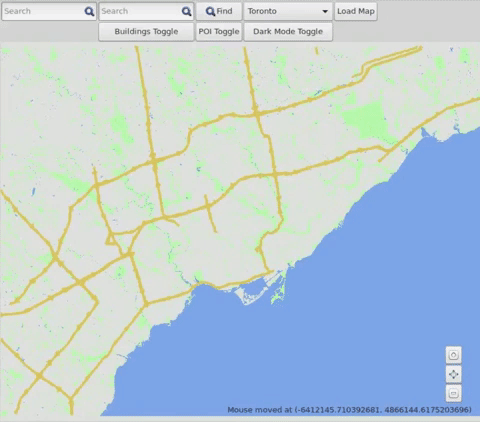 Search Search Find Toronto Load Map
Buildings Toggle POI Toggle Dark Mode Toggle
Mouse moved at (-6412145.710392681, 4866144.6175203696)